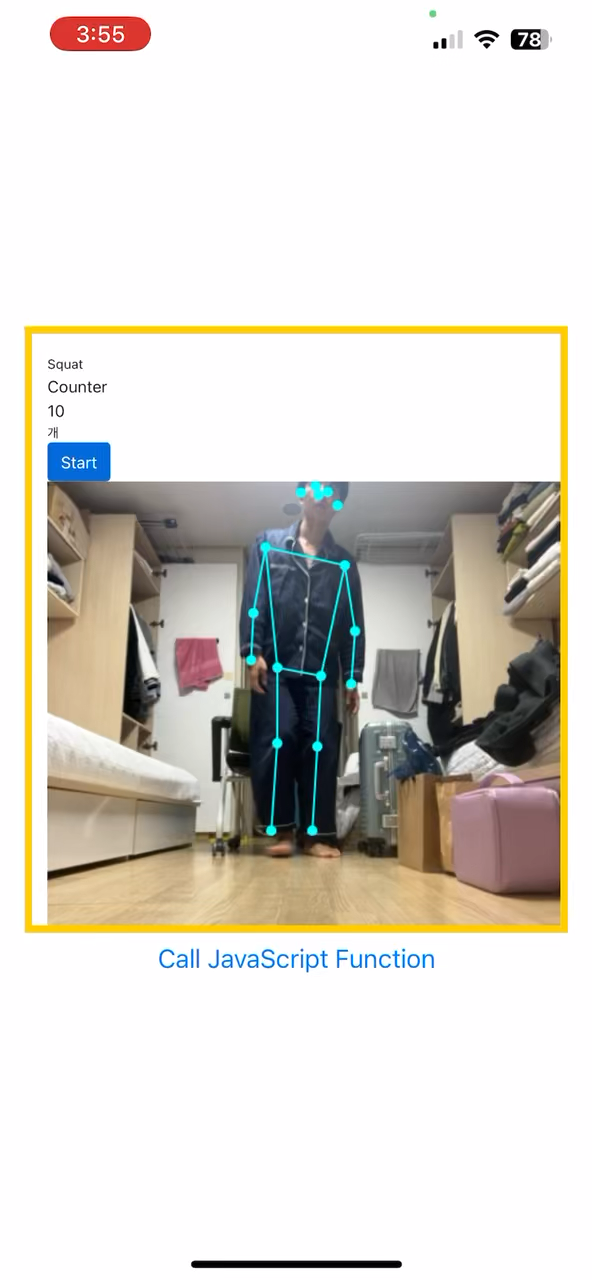 3:55
78
Squat
Counter
10
개
Start
Call JavaScript Function